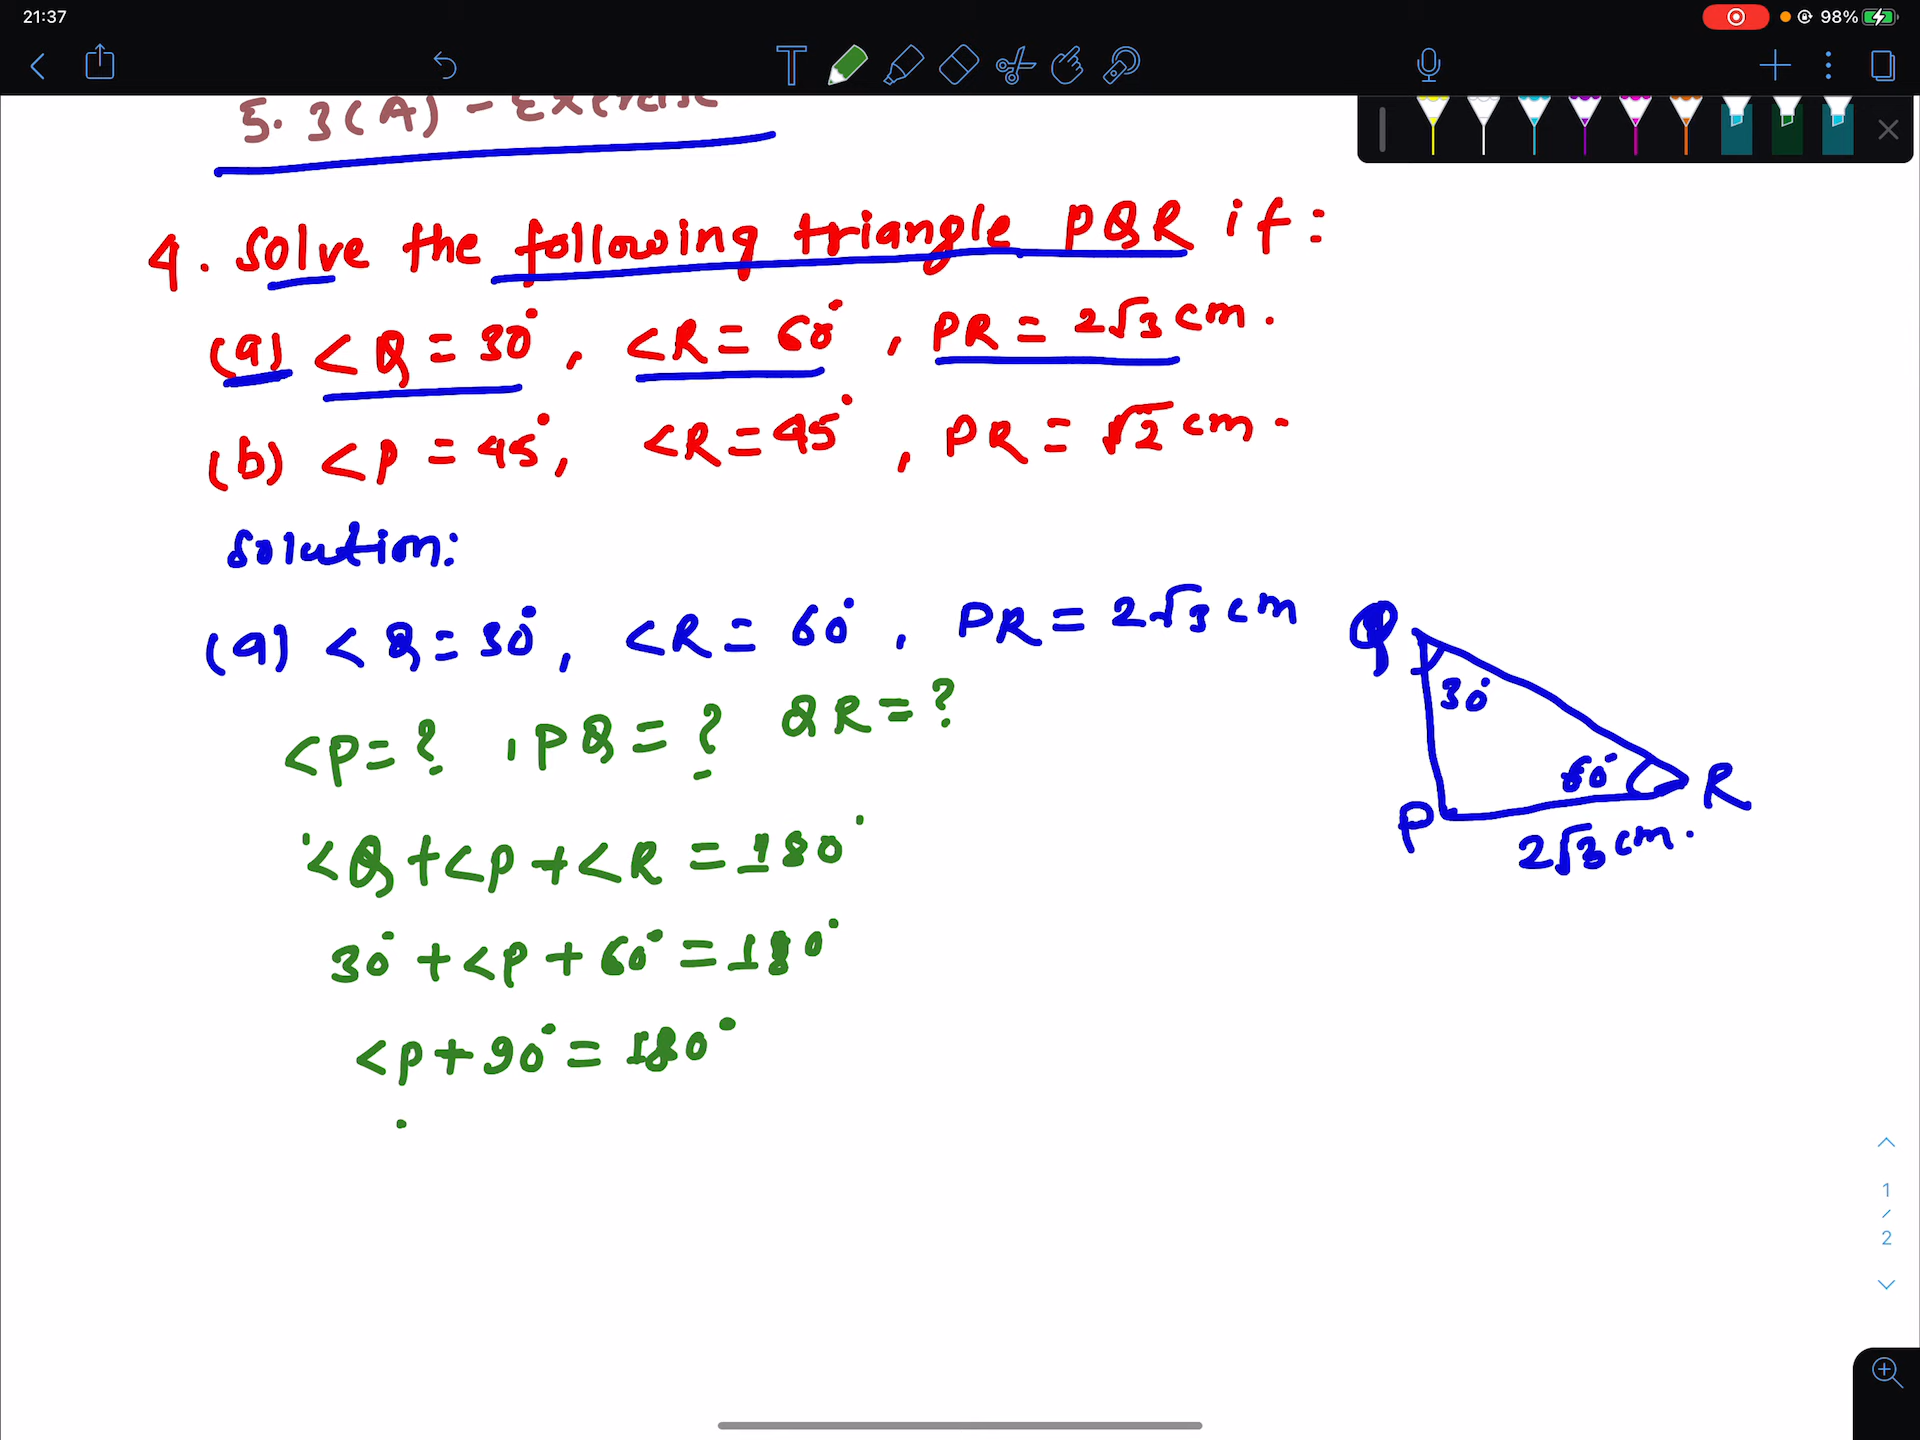 21:37
98%
5.3(A) - Exercise
4. Solve the following triangle PQR if:
(a) <Q = 30°, <R = 60°, PR = 2√3 cm.
(b) <P = 45°, <R = 45°, PR = √2 cm.
Solution:
(a) <Q = 30°, <R = 60°, PR = 2√3 cm
<P = ?, PQ = ? QR = ?
<Q + <P + <R = 180°
30° + <P + 60° = 180°
<P + 90° = 180°
Q
30°
60°
R
P
2√3 cm.
1
/
2